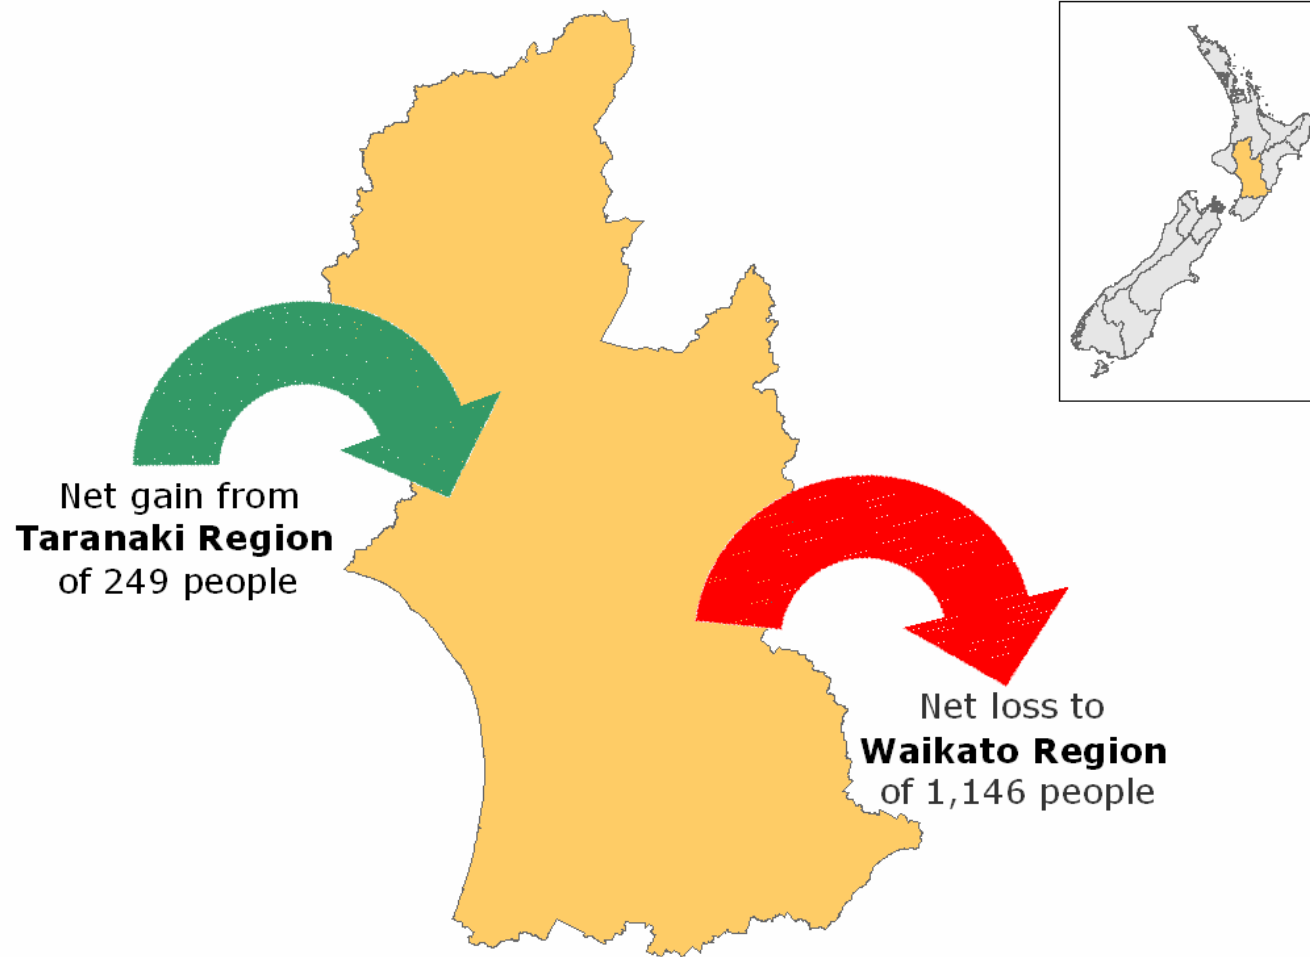 Net gain from
Taranaki Region
of 249 people
Net loss to
Waikato Region
of 1,146 people